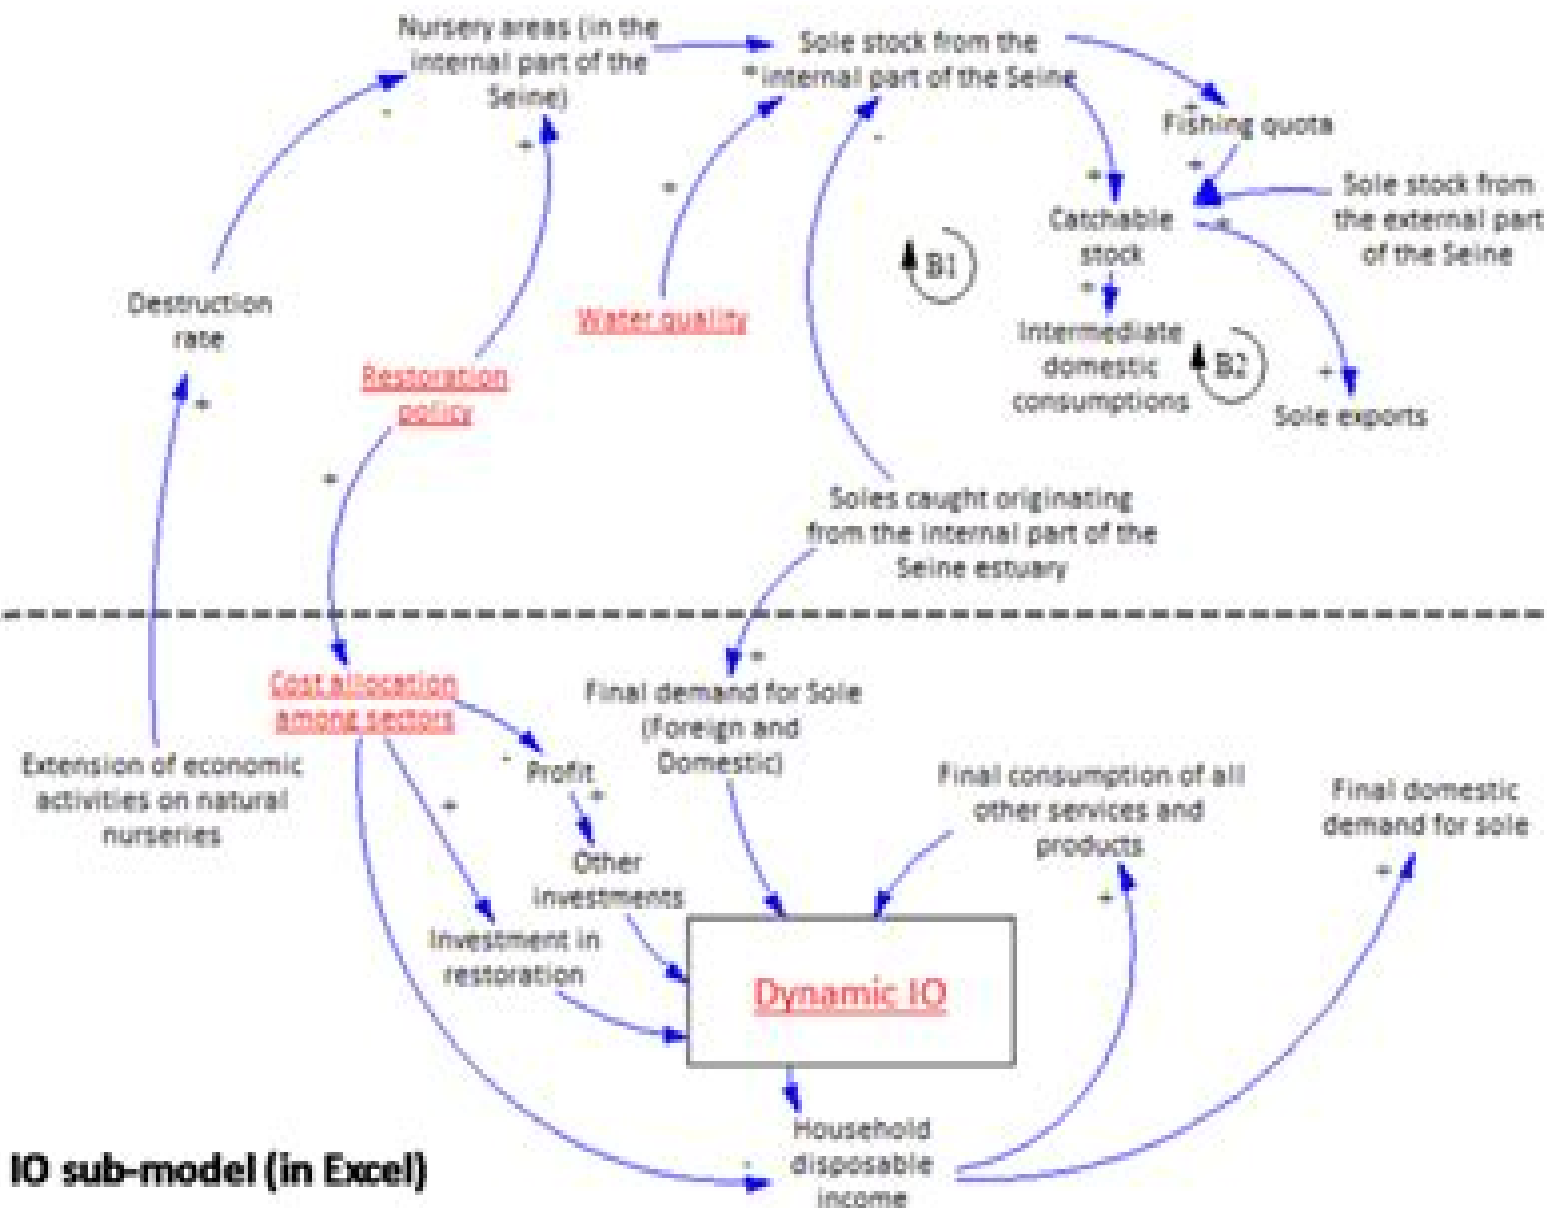 Nursery areas (in the
internal part of the
Seine)
Sole stock from the
internal part of the Seine
Fishing quota
Sole stock from
the external part
of the Seine
Catchable
stock
B1
Destruction
rate
Water quality
Intermediate
domestic
consumptions
B2
Restoration
policy
Sole exports
Soles caught originating
from the internal part of the
Seine estuary
Cost allocation
among sectors
Final demand for Sole
(Foreign and
Domestic)
Extension of economic
activities on natural
nurseries
Profit
Final consumption of all
other services and
products
Final domestic
demand for sole
Other
investments
Investment in
restoration
Dynamic IO
Household
disposable
income
IO sub-model (in Excel)